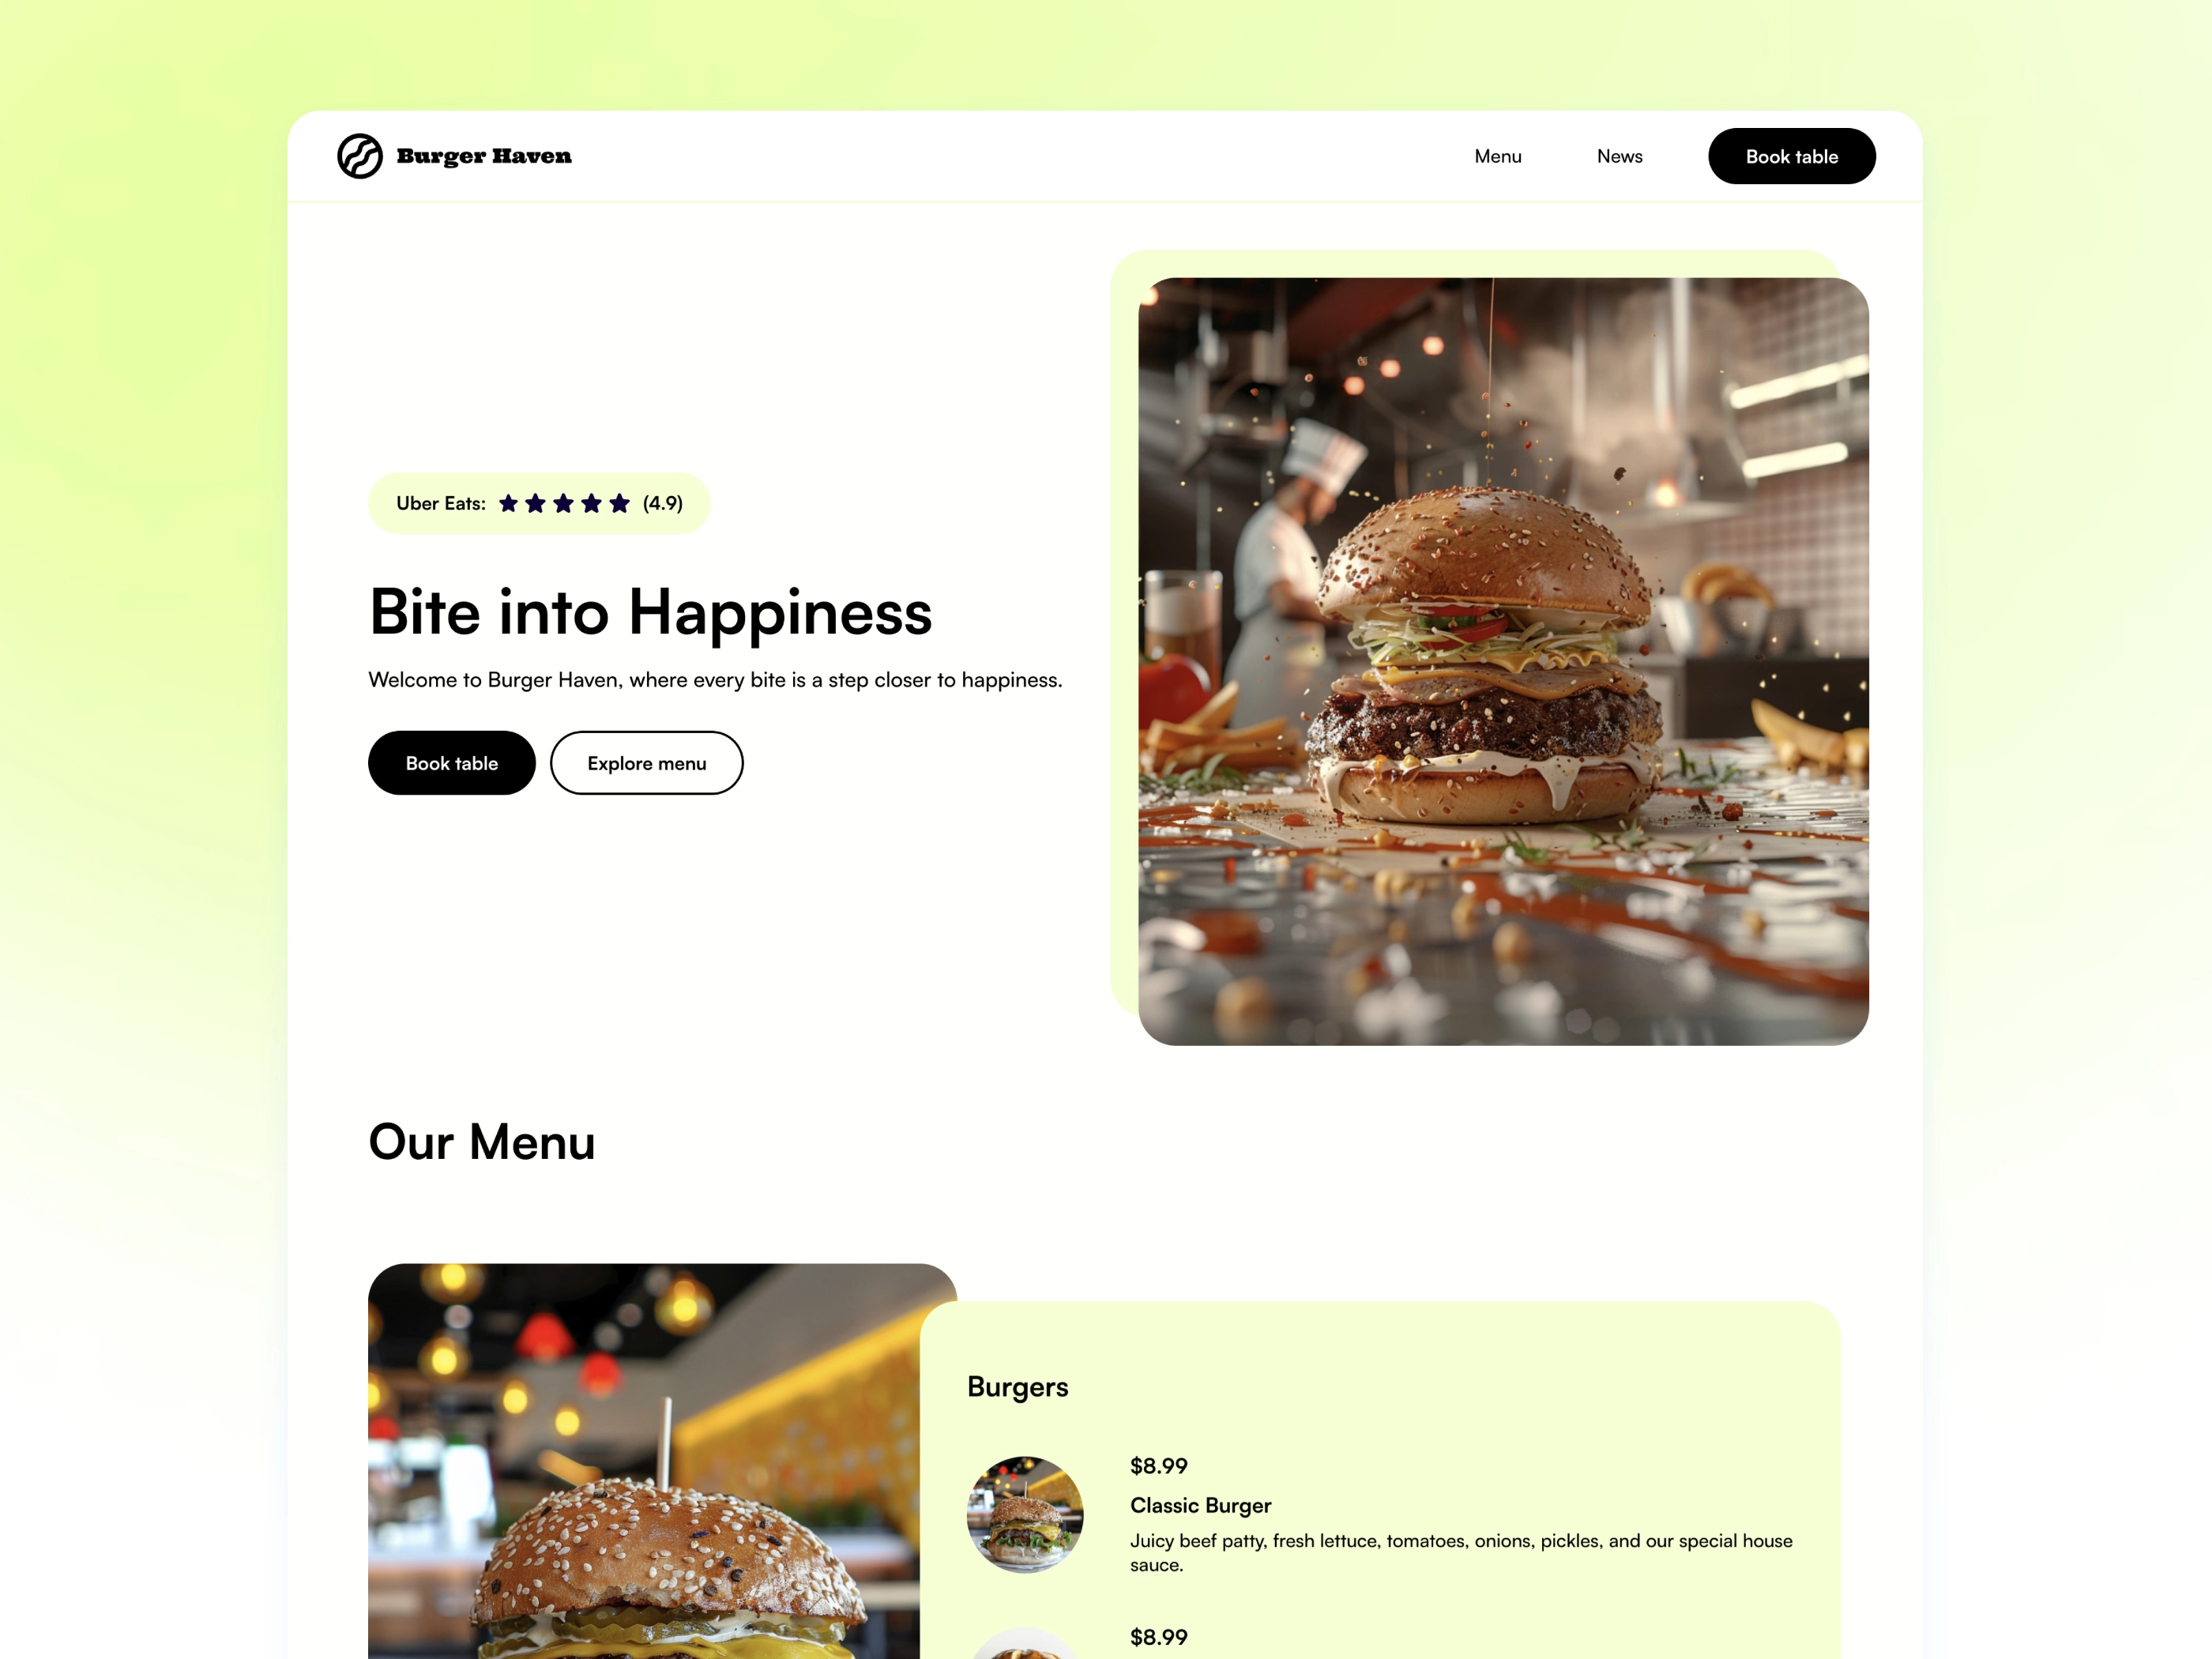 Burger Haven
Menu
News
Book table
Uber Eats: ★★★★★ (4.9)
Bite into Happiness
Welcome to Burger Haven, where every bite is a step closer to happiness.
Book table
Explore menu
Our Menu
Burgers
$8.99
Classic Burger
Juicy beef patty, fresh lettuce, tomatoes, onions, pickles, and our special house
sauce.
$8.99